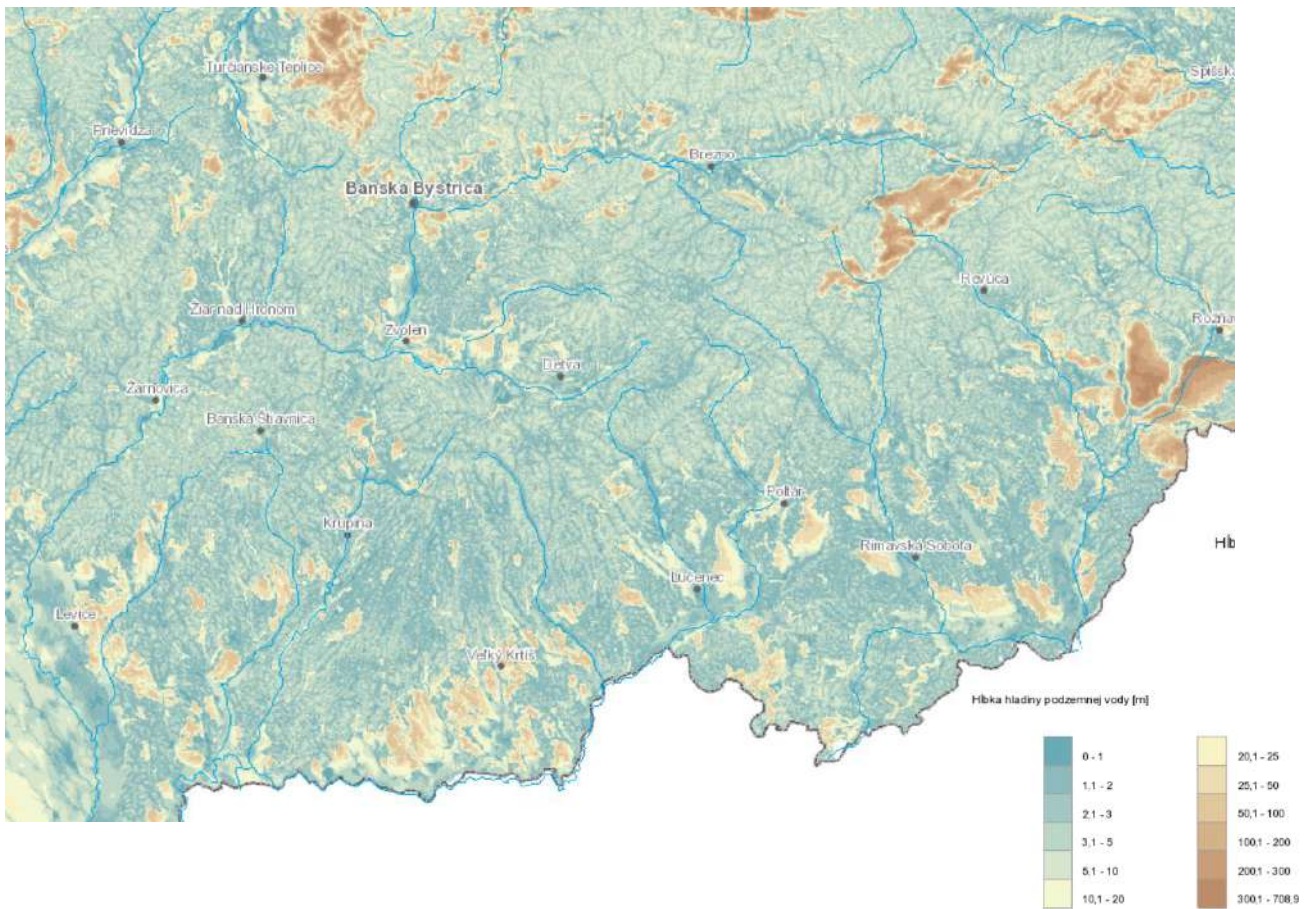 Turčianske Teplice
Spišská
Prievidza
Brezno
Banská Bystrica
Revúca
Žiar nad Hronom
Rožňav
Zvolen
Detva
Žarnovica
Banská Štiavnica
Poltár
Krupina
Hĺb
Rimavská Sobota
Lučenec
Levice
Veľký Krtíš
Hĺbka hladiny podzemnej vody [m]
0 - 1
1,1 - 2
2,1 - 3
3,1 - 5
5,1 - 10
10,1 - 20
20,1 - 25
25,1 - 50
50,1 - 100
100,1 - 200
200,1 - 300
300,1 - 708,9